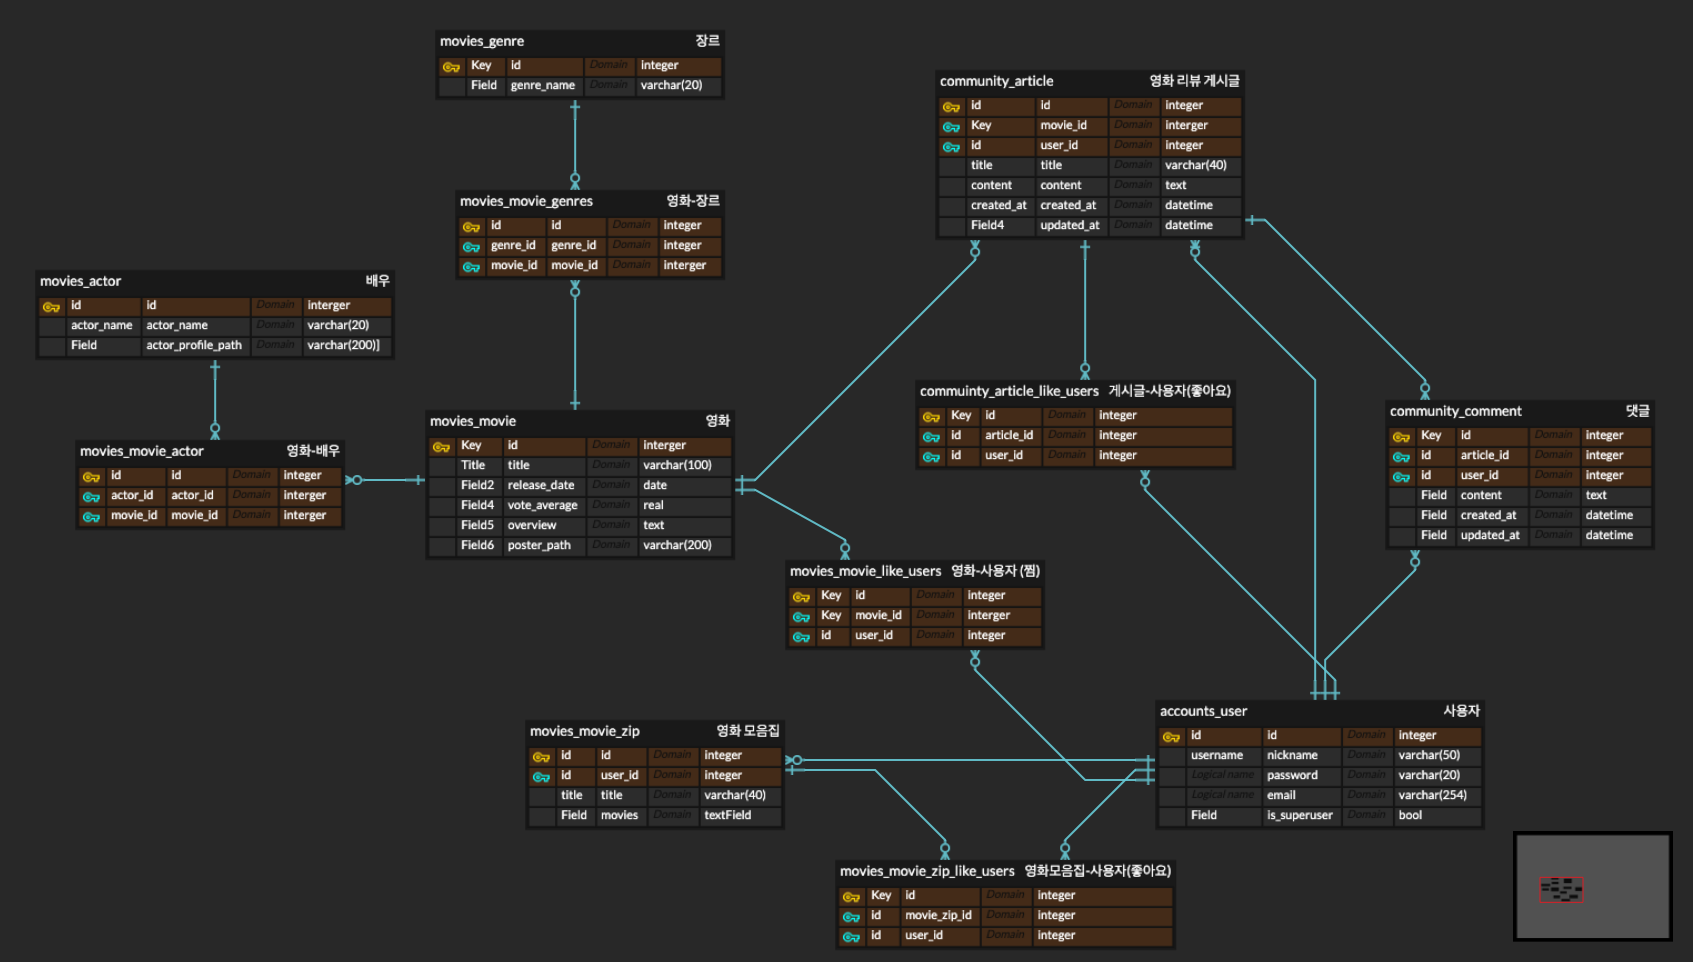 movies_genre 장르
Key id Domain integer
Field genre_name Domain varchar(20)
community_article 영화 리뷰 게시글
id id Domain integer
Key movie_id Domain interger
id user_id Domain integer
title title Domain varchar(40)
content content Domain text
created_at created_at Domain datetime
Field4 updated_at Domain datetime
movies_movie_genres 영화-장르
id id Domain integer
genre_id genre_id Domain integer
movie_id movie_id Domain interger
movies_actor 배우
id id Domain interger
actor_name actor_name Domain varchar(20)
Field actor_profile_path Domain varchar(200)]
movies_movie_actor 영화-배우
id id Domain integer
actor_id actor_id Domain interger
movie_id movie_id Domain interger
movies_movie 영화
Key id Domain interger
Title title Domain varchar(100)
Field2 release_date Domain date
Field4 vote_average Domain real
Field5 overview Domain text
Field6 poster_path Domain varchar(200)
commuinty_article_like_users 게시글-사용자(좋아요)
Key id Domain integer
id article_id Domain integer
id user_id Domain integer
community_comment 댓글
Key id Domain integer
id article_id Domain integer
id user_id Domain integer
Field content Domain text
Field created_at Domain datetime
Field updated_at Domain datetime
movies_movie_like_users 영화-사용자 (찜)
Key id Domain integer
Key movie_id Domain interger
id user_id Domain integer
movies_movie_zip 영화 모음집
id id Domain integer
id user_id Domain integer
title title Domain varchar(40)
Field movies Domain textField
accounts_user 사용자
id id Domain integer
username nickname Domain varchar(50)
Logical name password Domain varchar(20)
Logical name email Domain varchar(254)
Field is_superuser Domain bool
movies_movie_zip_like_users 영화모음집-사용자(좋아요)
Key id Domain integer
id movie_zip_id Domain integer
id user_id Domain integer